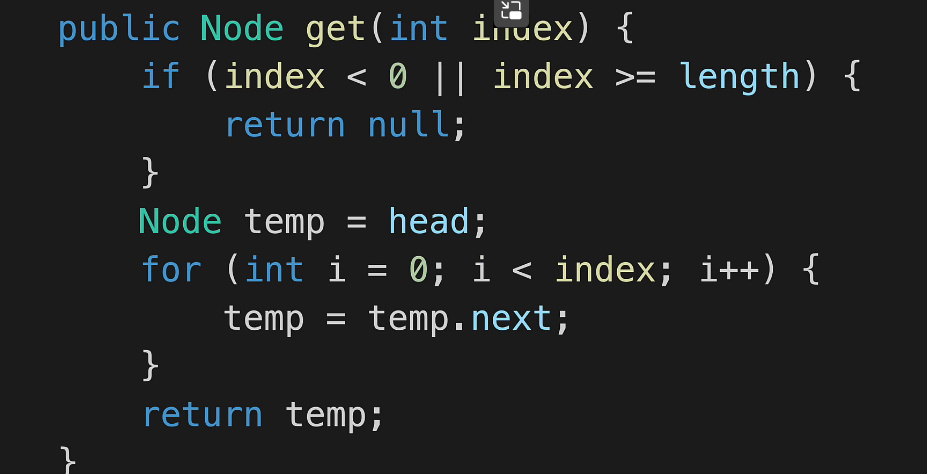 public Node get(int index) {
    if (index < 0 || index >= length) {
        return null;
    }
    Node temp = head;
    for (int i = 0; i < index; i++) {
        temp = temp.next;
    }
    return temp;
}